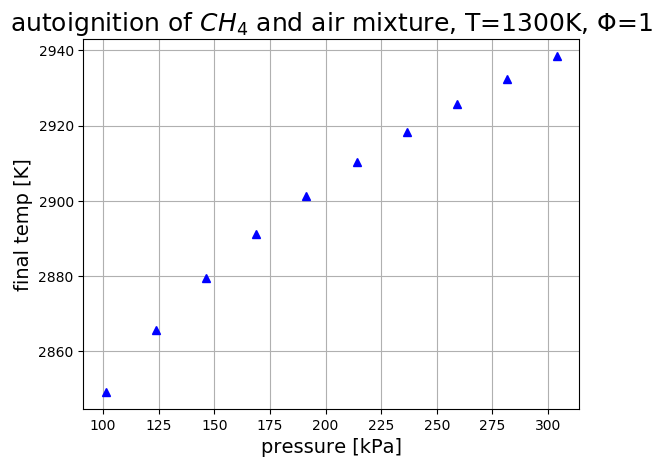 autoignition of CH₄ and air mixture, T=1300K, Φ=1
final temp [K]
2940
2920
2900
2880
2860
100 125 150 175 200 225 250 275 300
pressure [kPa]